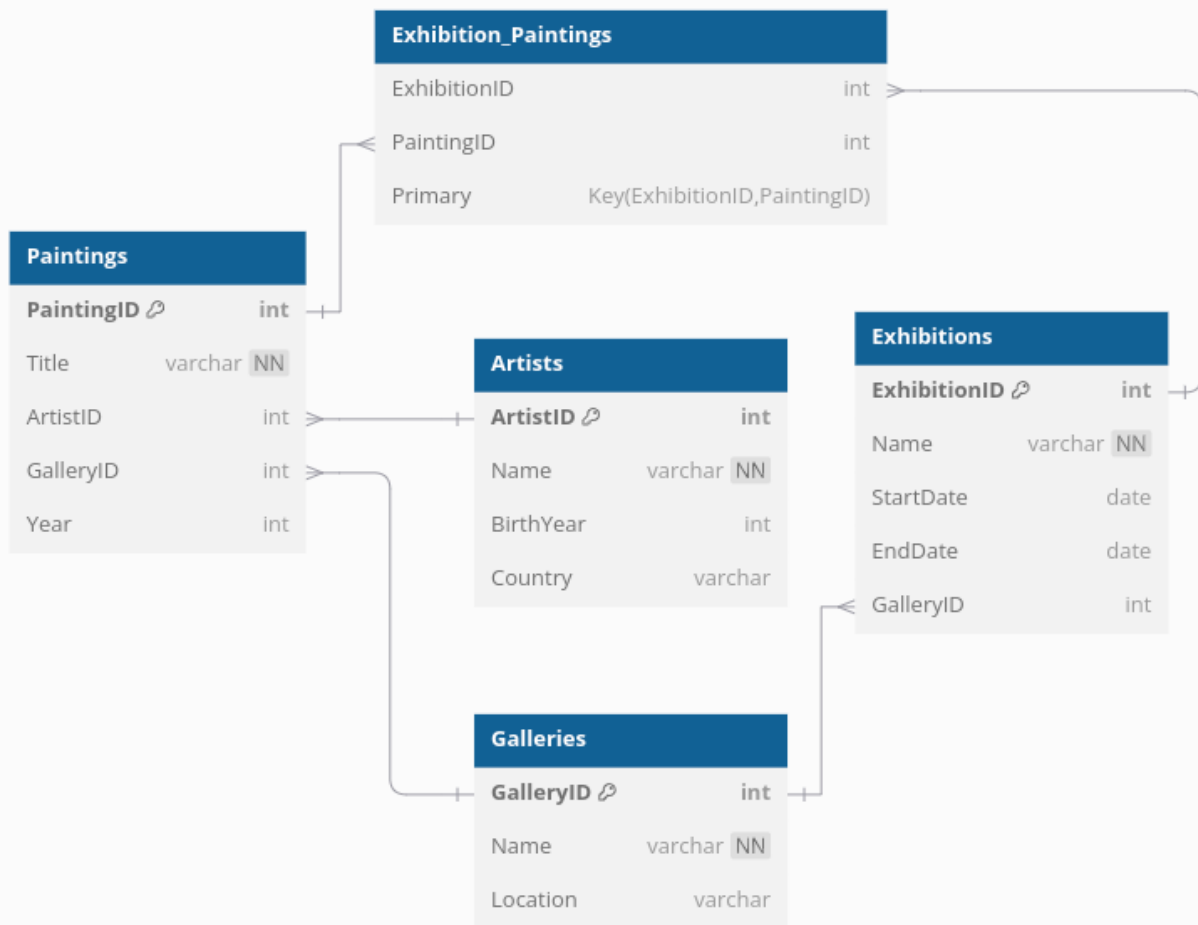 Exhibition_Paintings
ExhibitionID int
PaintingID int
Primary Key(ExhibitionID,PaintingID)
Paintings
PaintingID int
Title varchar NN
ArtistID int
GalleryID int
Year int
Artists
ArtistID int
Name varchar NN
BirthYear int
Country varchar
Exhibitions
ExhibitionID int
Name varchar NN
StartDate date
EndDate date
GalleryID int
Galleries
GalleryID int
Name varchar NN
Location varchar